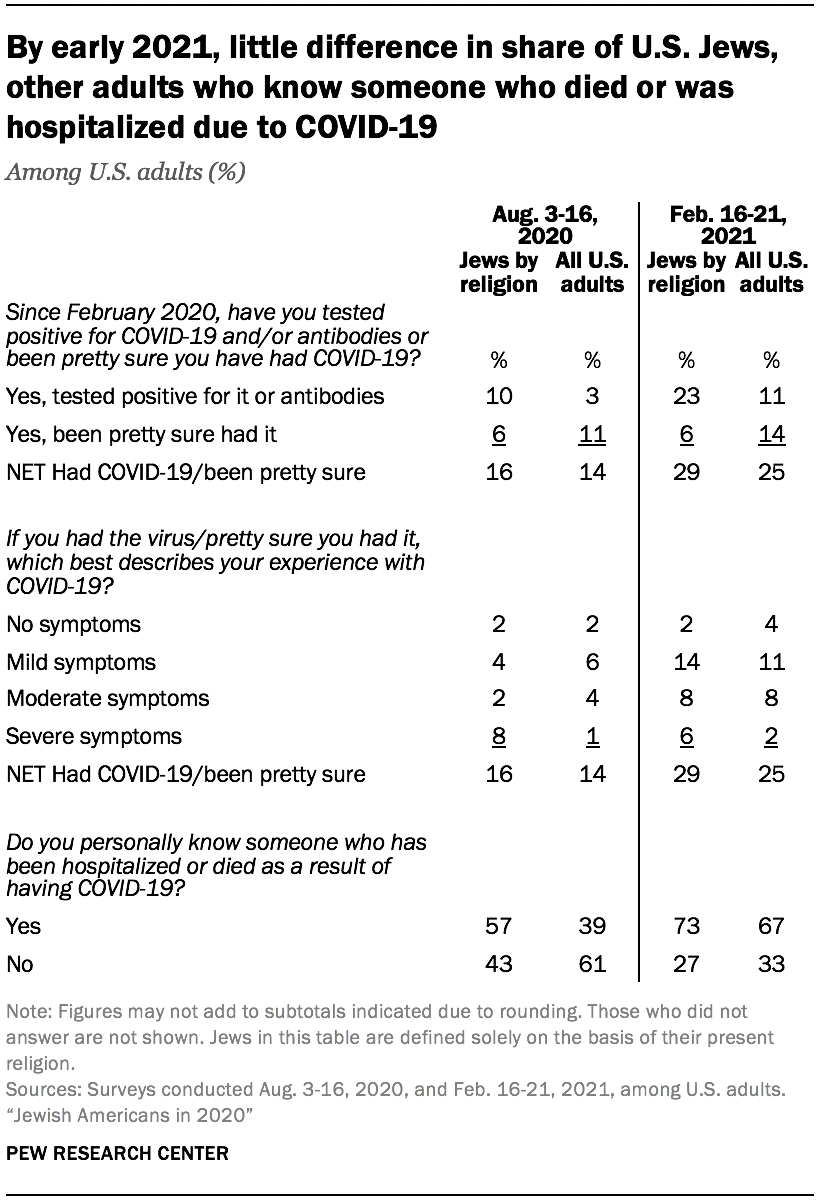 By early 2021, little difference in share of U.S. Jews,
other adults who know someone who died or was
hospitalized due to COVID-19
Among U.S. adults (%)
Aug. 3-16, 2020 Feb. 16-21, 2021
Jews by religion All U.S. adults Jews by religion All U.S. adults
Since February 2020, have you tested
positive for COVID-19 and/or antibodies or
been pretty sure you have had COVID-19? % % % %
Yes, tested positive for it or antibodies 10 3 23 11
Yes, been pretty sure had it 6 11 6 14
NET Had COVID-19/been pretty sure 16 14 29 25
If you had the virus/pretty sure you had it,
which best describes your experience with
COVID-19?
No symptoms 2 2 2 4
Mild symptoms 4 6 14 11
Moderate symptoms 2 4 8 8
Severe symptoms 8 1 6 2
NET Had COVID-19/been pretty sure 16 14 29 25
Do you personally know someone who has
been hospitalized or died as a result of
having COVID-19?
Yes 57 39 73 67
No 43 61 27 33
Note: Figures may not add to subtotals indicated due to rounding. Those who did not
answer are not shown. Jews in this table are defined solely on the basis of their present
religion.
Sources: Surveys conducted Aug. 3-16, 2020, and Feb. 16-21, 2021, among U.S. adults.
“Jewish Americans in 2020”
PEW RESEARCH CENTER